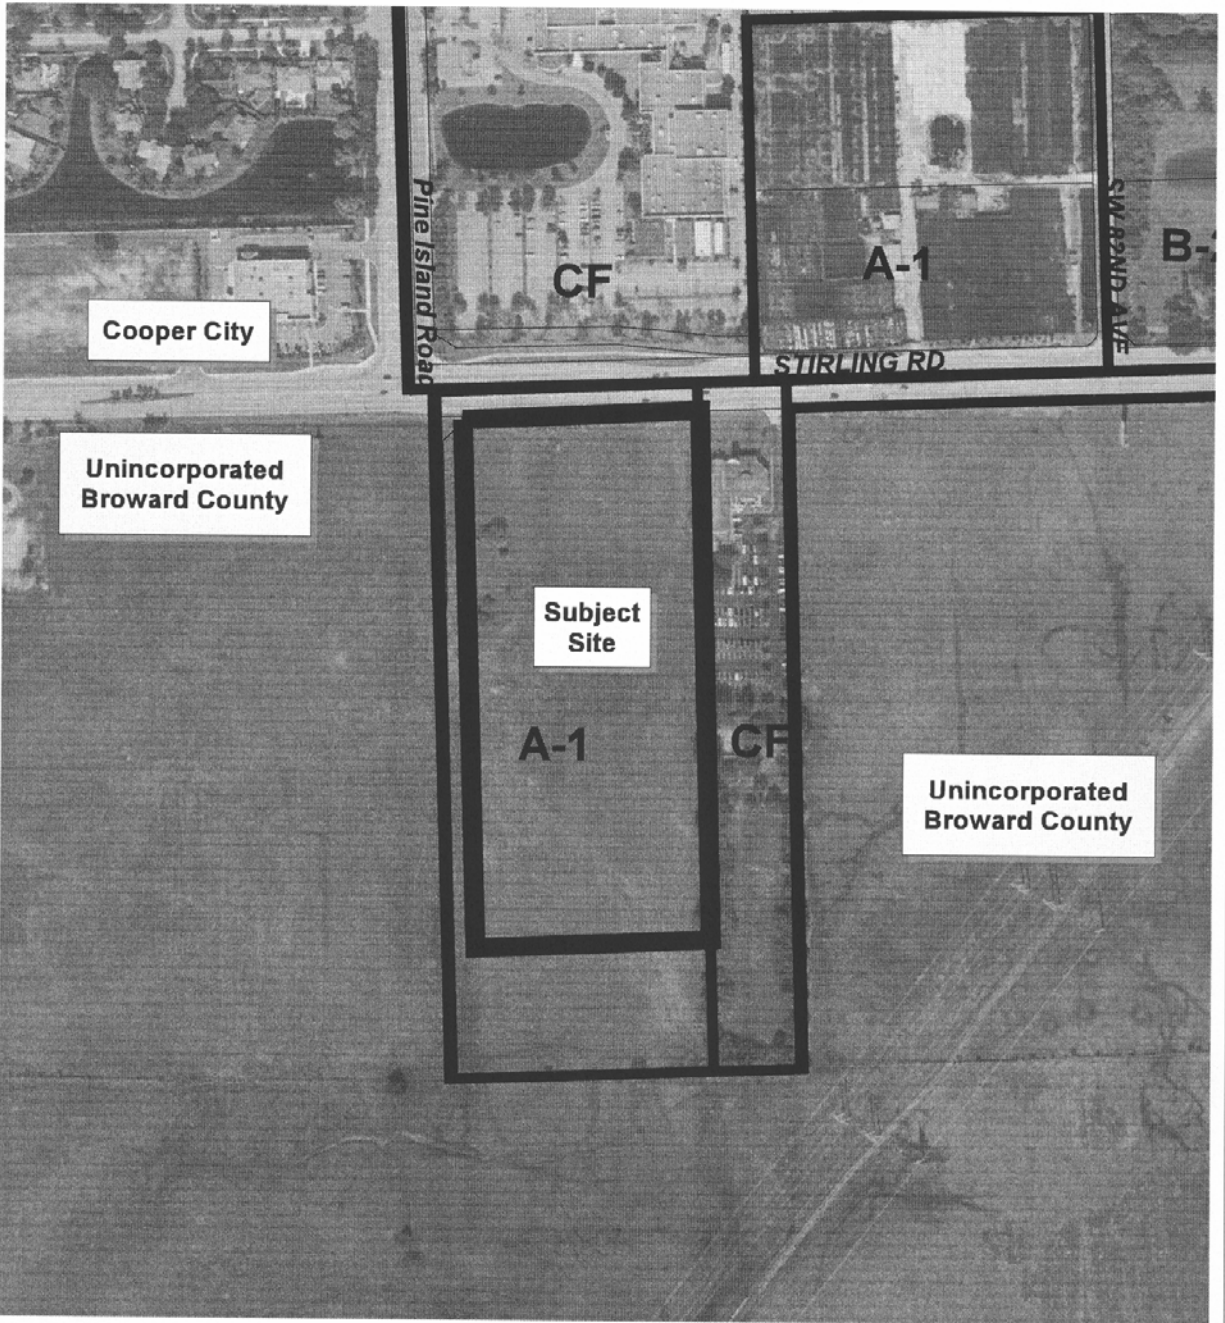 Pine Island Road
CF
A-1
SW 82ND AVE
B-
Cooper City
STIRLING RD
Unincorporated
Broward County
Subject
Site
A-1
CF
Unincorporated
Broward County